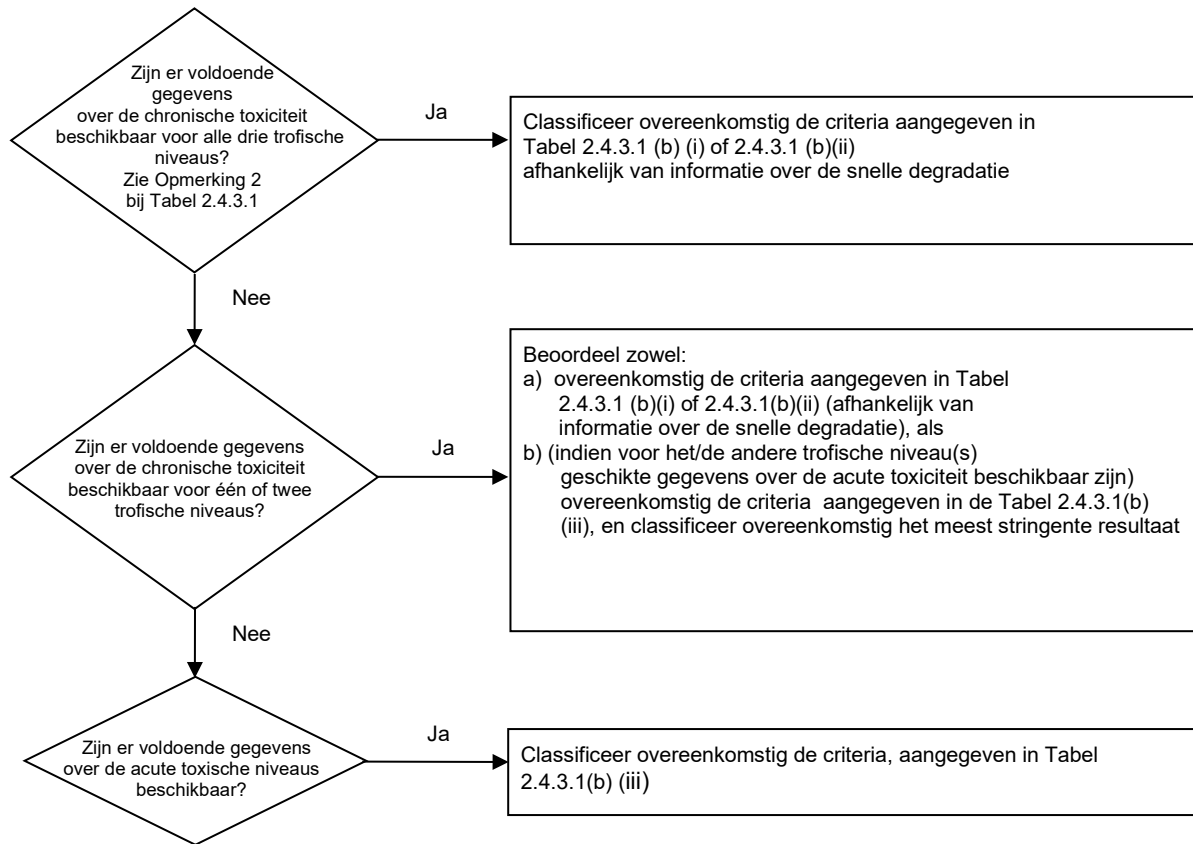 Zijn er voldoende
gegevens
over de chronische toxiciteit
beschikbaar voor alle drie trofische
niveaus?
Zie Opmerking 2
bij Tabel 2.4.3.1
Ja
Classificeer overeenkomstig de criteria aangegeven in
Tabel 2.4.3.1 (b) (i) of 2.4.3.1 (b)(ii)
afhankelijk van informatie over de snelle degradatie
Nee
Zijn er voldoende gegevens
over de chronische toxiciteit
beschikbaar voor één of twee
trofische niveaus?
Ja
Beoordeel zowel:
a) overeenkomstig de criteria aangegeven in Tabel
2.4.3.1 (b)(i) of 2.4.3.1(b)(ii) (afhankelijk van
informatie over de snelle degradatie), als
b) (indien voor het/de andere trofische niveau(s)
geschikte gegevens over de acute toxiciteit beschikbaar zijn)
overeenkomstig de criteria aangegeven in de Tabel 2.4.3.1(b)
(iii), en classificeer overeenkomstig het meest stringente resultaat
Nee
Zijn er voldoende gegevens
over de acute toxische niveaus
beschikbaar?
Ja
Classificeer overeenkomstig de criteria, aangegeven in Tabel
2.4.3.1(b) (iii)